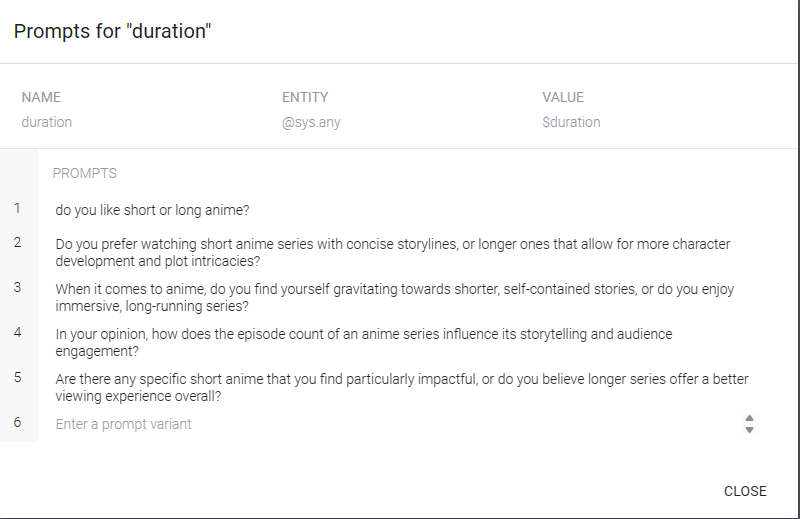 Prompts for "duration"
NAME ENTITY VALUE
duration @sys.any $duration
PROMPTS
1 do you like short or long anime?
2 Do you prefer watching short anime series with concise storylines, or longer ones that allow for more character
development and plot intricacies?
3 When it comes to anime, do you find yourself gravitating towards shorter, self-contained stories, or do you enjoy
immersive, long-running series?
4 In your opinion, how does the episode count of an anime series influence its storytelling and audience
engagement?
5 Are there any specific short anime that you find particularly impactful, or do you believe longer series offer a better
viewing experience overall?
6 Enter a prompt variant
CLOSE